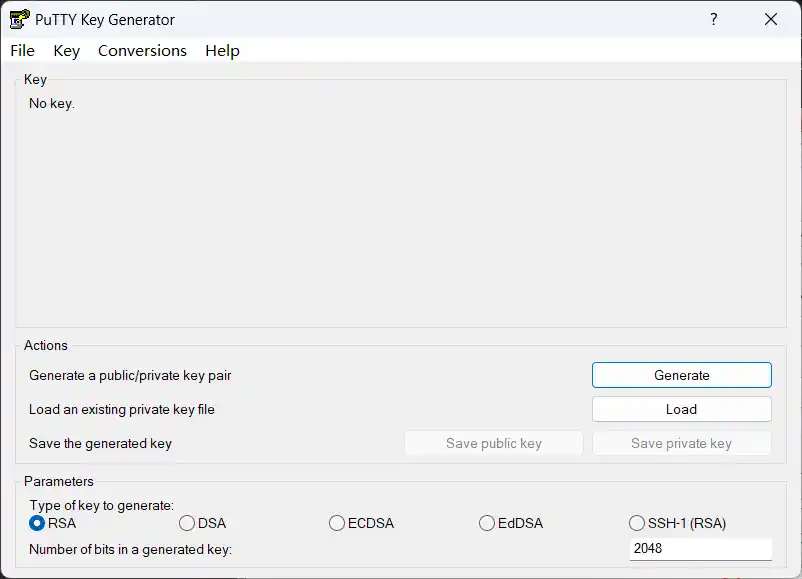 PuTTY Key Generator ?
File Key Conversions Help
Key
No key.
Actions
Generate a public/private key pair Generate
Load an existing private key file Load
Save the generated key Save public key Save private key
Parameters
Type of key to generate:
RSA DSA ECDSA EdDSA SSH-1 (RSA)
Number of bits in a generated key: 2048